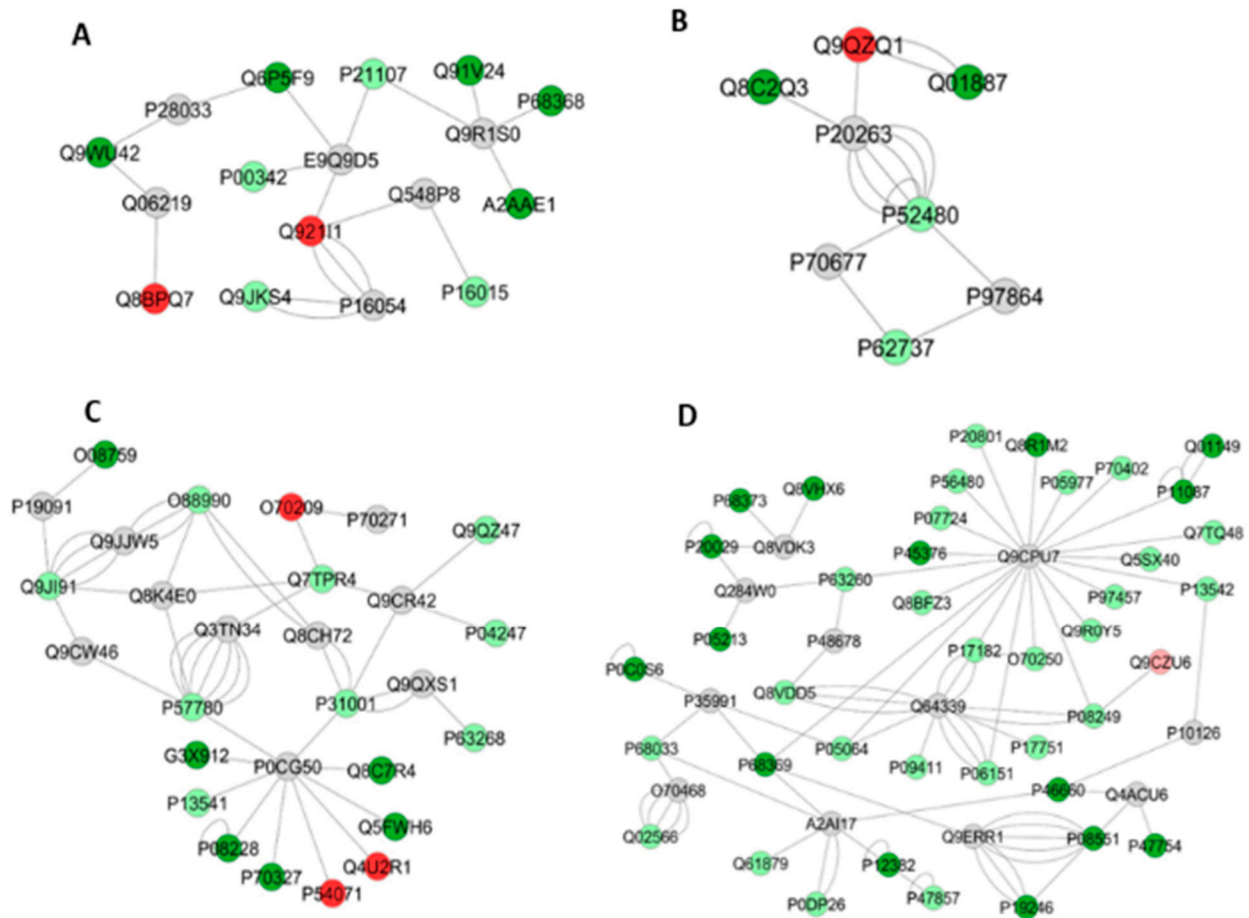 A
Q6P5F9
P21107
Q91V24
P28033
P68368
Q9R1S0
Q9WU42
E9Q9D5
P00342
Q548P8
Q06219
A2AAE1
Q921I1
Q8BPQ7
Q9JKS4
P16054
P16015
B
Q9QZQ1
Q8C2Q3
Q01887
P20263
P52480
P70677
P97864
P62737
C
O08759
P19091
O88990
O70209
P70271
Q9JJW5
Q9QZ47
Q9JI91
Q8K4E0
Q7TPR4
Q9CR42
Q3TN34
Q8CH72
P04247
Q9CW46
Q9QXS1
P57780
P31001
P63268
G3X912
P0CG50
Q8C7R4
P13541
Q5FWH6
P08228
Q4U2R1
P70327
P54071
D
P20801
Q8R1M2
Q01149
P56480
P05977
P70402
P11087
P68373
Q8VHX6
P07724
Q7TQ48
P20029
Q8VDK3
P45376
Q9CPU7
Q5SX40
Q284W0
P63260
Q8BFZ3
P97457
P13542
P05213
P48678
Q9R0Y5
P17182
O70250
Q9CZU6
P0C0S6
Q8VDD5
P35991
Q64339
P08249
P68033
P05064
P17751
P10126
P68369
P09411
P06151
O70468
P46660
Q4ACU6
A2AI17
Q9ERR1
P08551
Q02566
P47754
Q61879
P12382
P0DP26
P47857
P19246